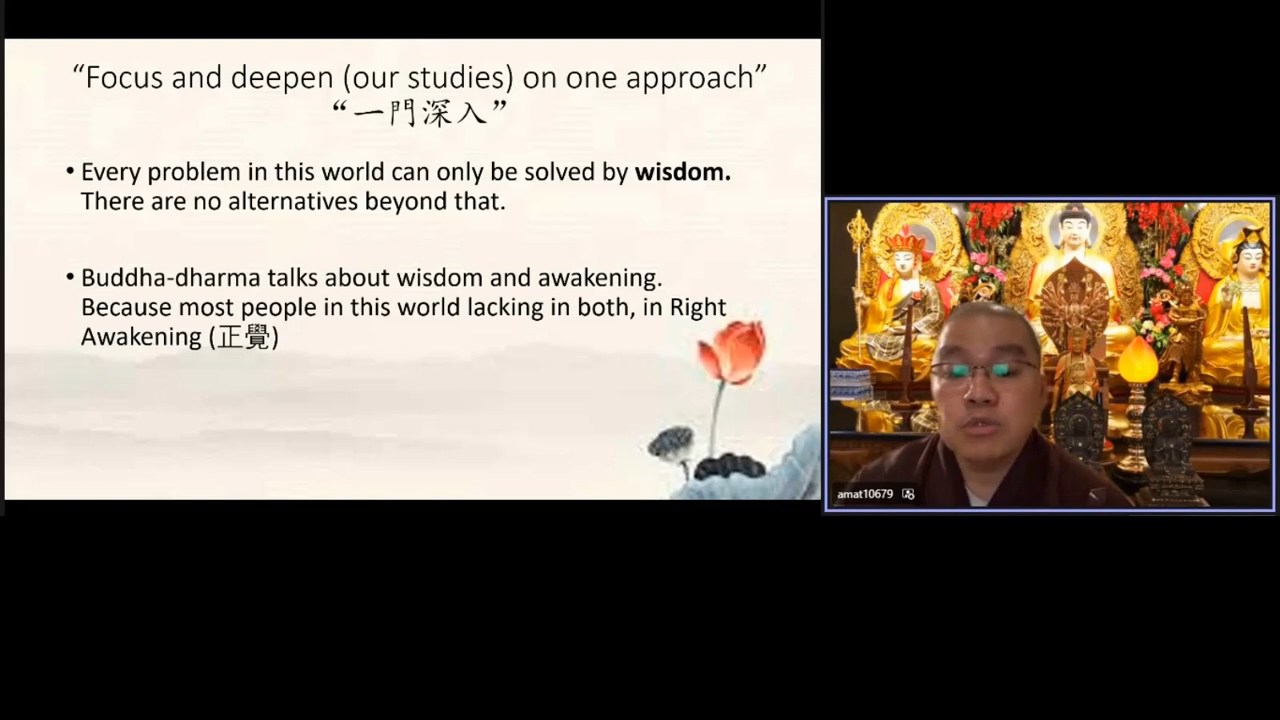 “Focus and deepen (our studies) on one approach”
“一門深入”
• Every problem in this world can only be solved by wisdom.
There are no alternatives beyond that.
• Buddha-dharma talks about wisdom and awakening.
Because most people in this world lacking in both, in Right
Awakening (正覺)
amat10679